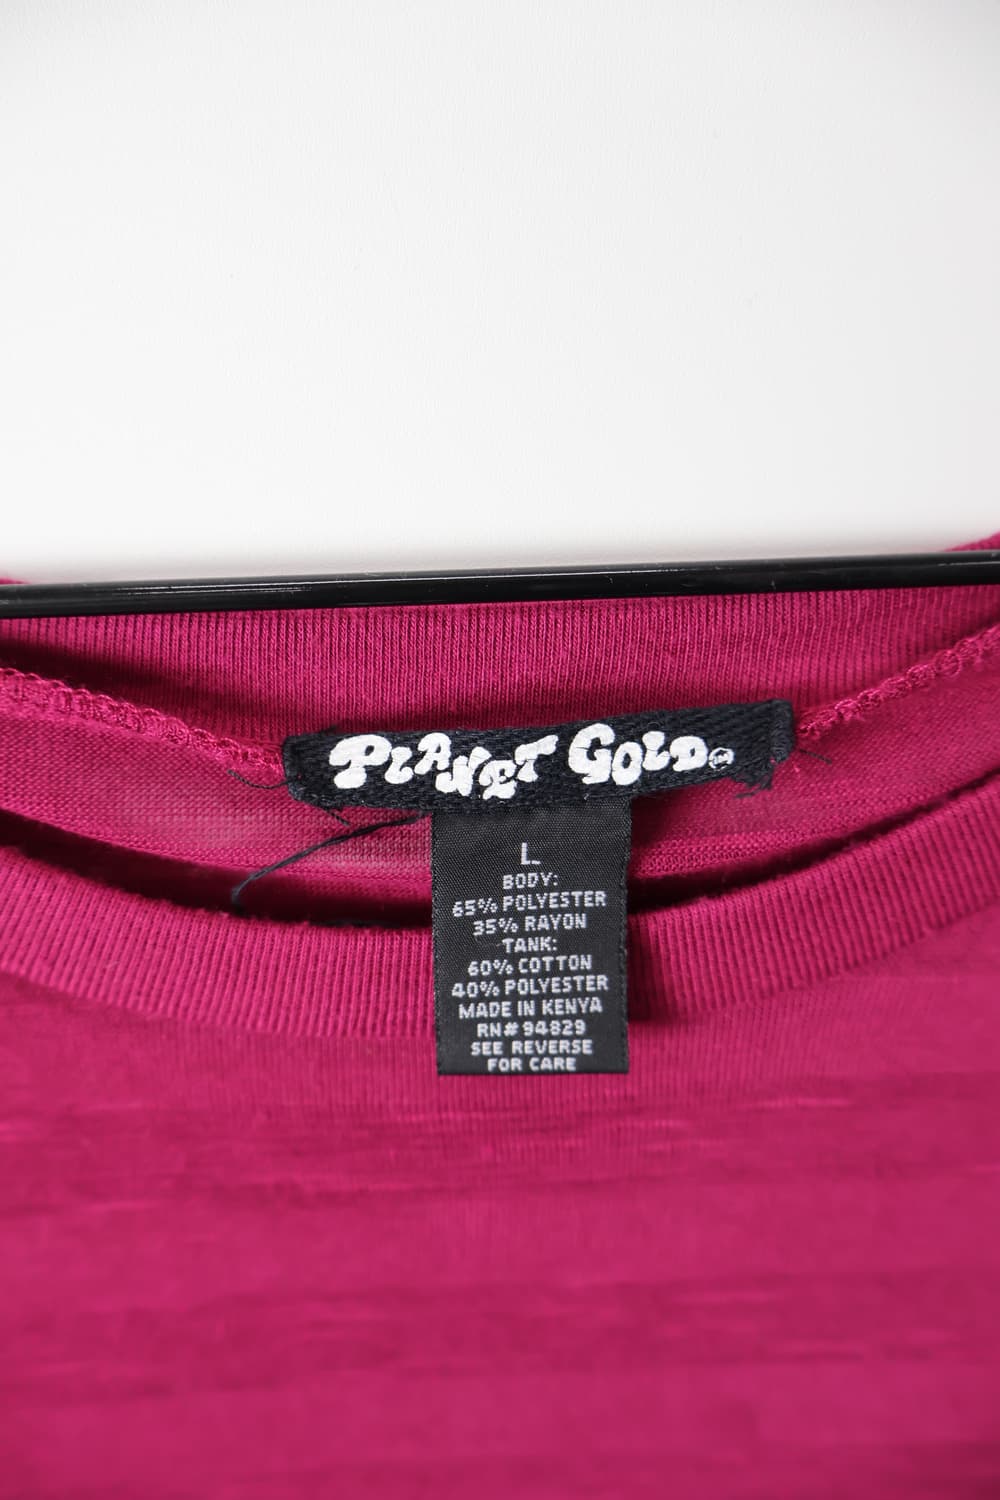 PLANET GOLD
L
BODY:
65% POLYESTER
35% RAYON
TANK:
60% COTTON
40% POLYESTER
MADE IN KENYA
RN# 94829
SEE REVERSE
FOR CARE